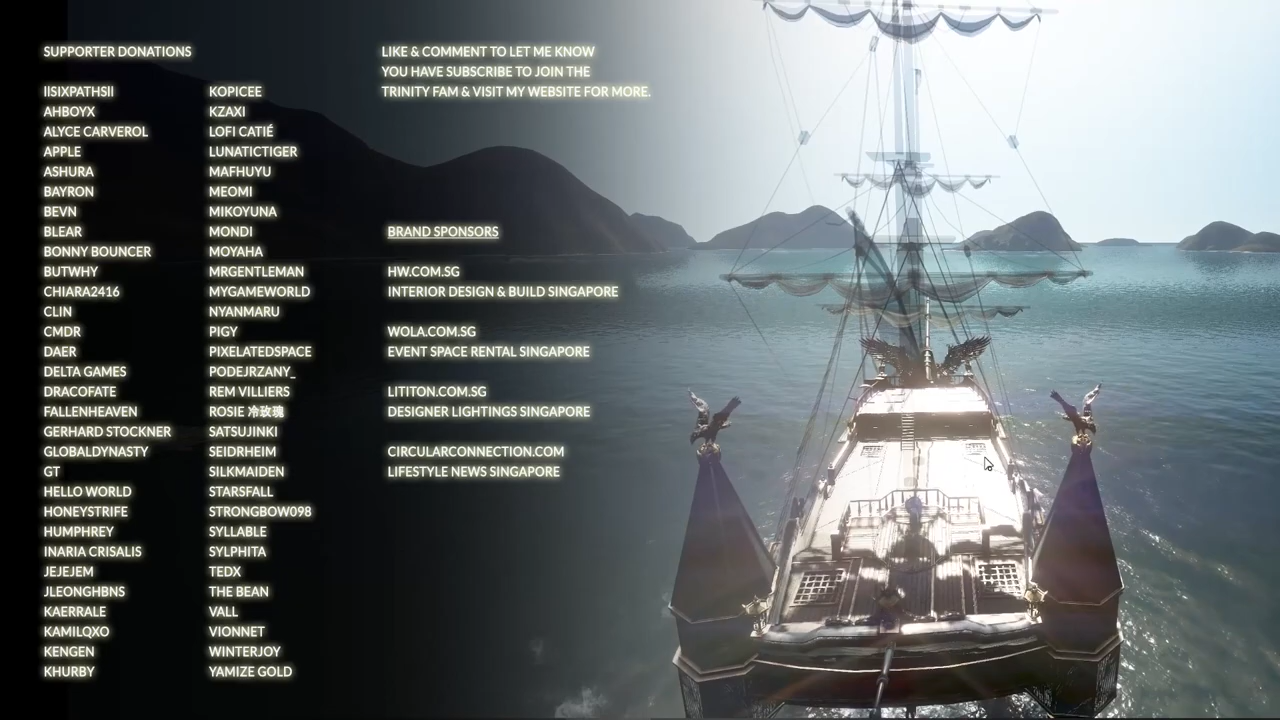 SUPPORTER DONATIONS
IISIXPATHSII
AHBOYX
ALYCE CARVEROL
APPLE
ASHURA
BAYRON
BEVN
BLEAR
BONNY BOUNCER
BUTWHY
CHIARA2416
CLIN
CMDR
DAER
DELTA GAMES
DRACOFATE
FALLENHEAVEN
GERHARD STOCKNER
GLOBALDYNASTY
GT
HELLO WORLD
HONEYSTRIFE
HUMPHREY
INARIA CRISALIS
JEJEJEM
JLEONGHBNS
KAERRALE
KAMILQXO
KENGEN
KHURBY
KOPICEE
KZAXI
LOFI CATIÉ
LUNATICTIGER
MAFHUYU
MEOMI
MIKOYUNA
MONDI
MOYAHA
MRGENTLEMAN
MYGAMEWORLD
NYANMARU
PIGY
PIXELATEDSPACE
PODEJRZANY_
REM VILLIERS
ROSIE 冷玫瑰
SATSUJINKI
SEIDRHEIM
SILKMAIDEN
STARSFALL
STRONGBOW098
SYLLABLE
SYLPHITA
TEDX
THE BEAN
VALL
VIONNET
WINTERJOY
YAMIZE GOLD
LIKE & COMMENT TO LET ME KNOW
YOU HAVE SUBSCRIBE TO JOIN THE
TRINITY FAM & VISIT MY WEBSITE FOR MORE.
BRAND SPONSORS
HW.COM.SG
INTERIOR DESIGN & BUILD SINGAPORE
WOLA.COM.SG
EVENT SPACE RENTAL SINGAPORE
LITITON.COM.SG
DESIGNER LIGHTINGS SINGAPORE
CIRCULARCONNECTION.COM
LIFESTYLE NEWS SINGAPORE